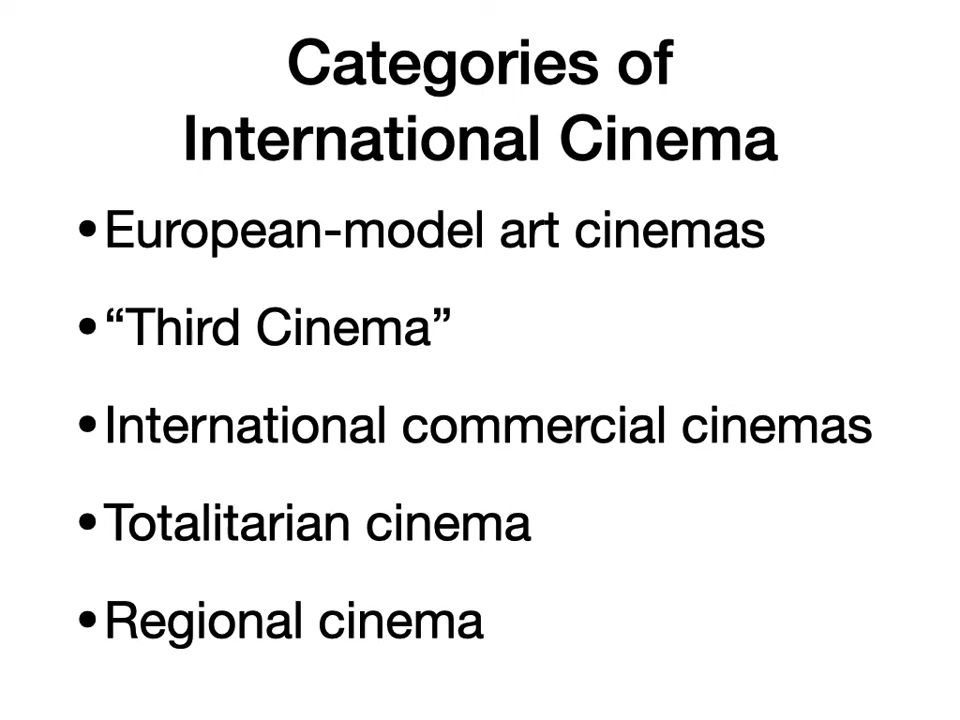 Categories of
International Cinema
•European-model art cinemas
•“Third Cinema”
•International commercial cinemas
•Totalitarian cinema
•Regional cinema